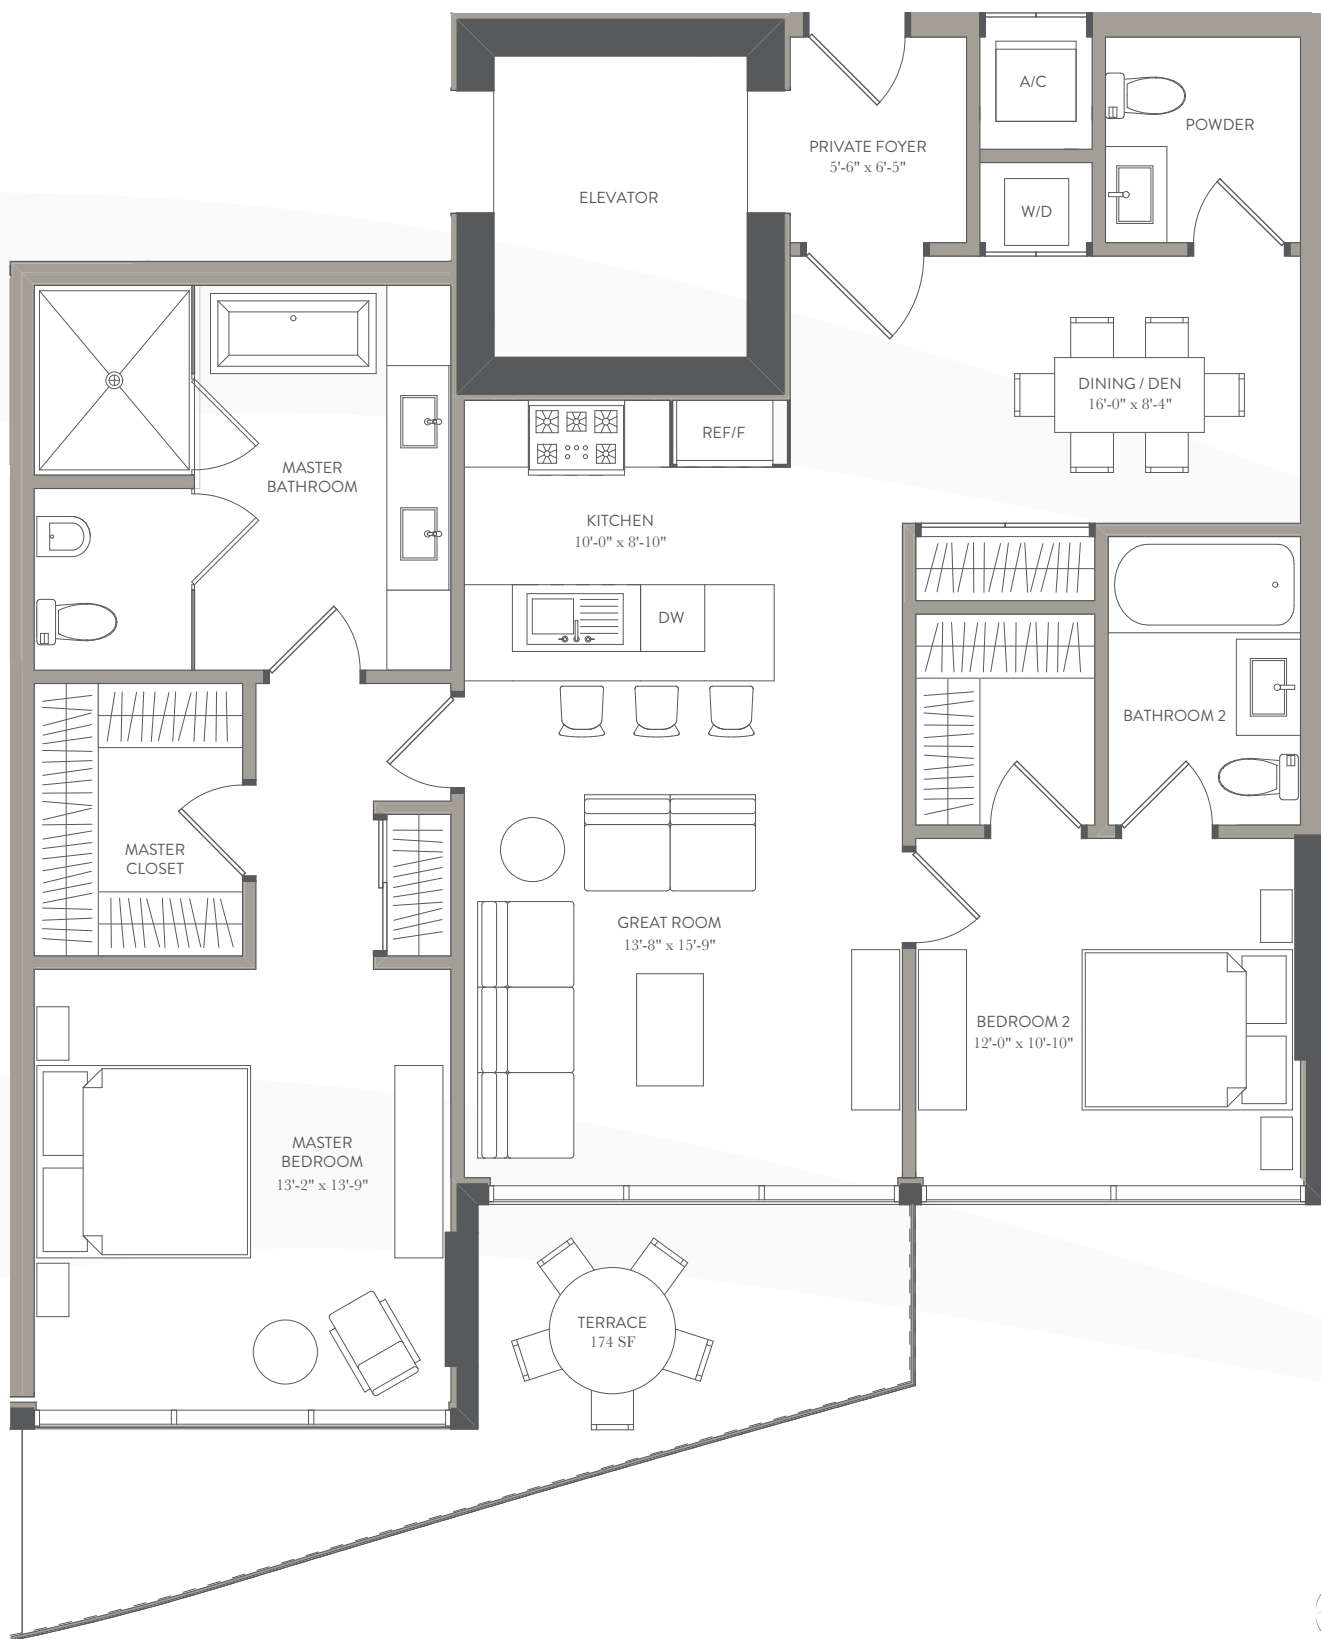 A/C
POWDER
PRIVATE FOYER
5'-6" x 6'-5"
ELEVATOR
W/D
DINING / DEN
16'-0" x 8'-4"
REF/F
MASTER
BATHROOM
KITCHEN
10'-0" x 8'-10"
DW
BATHROOM 2
MASTER
CLOSET
GREAT ROOM
13'-8" x 15'-9"
BEDROOM 2
12'-0" x 10'-10"
MASTER
BEDROOM
13'-2" x 13'-9"
TERRACE
174 SF